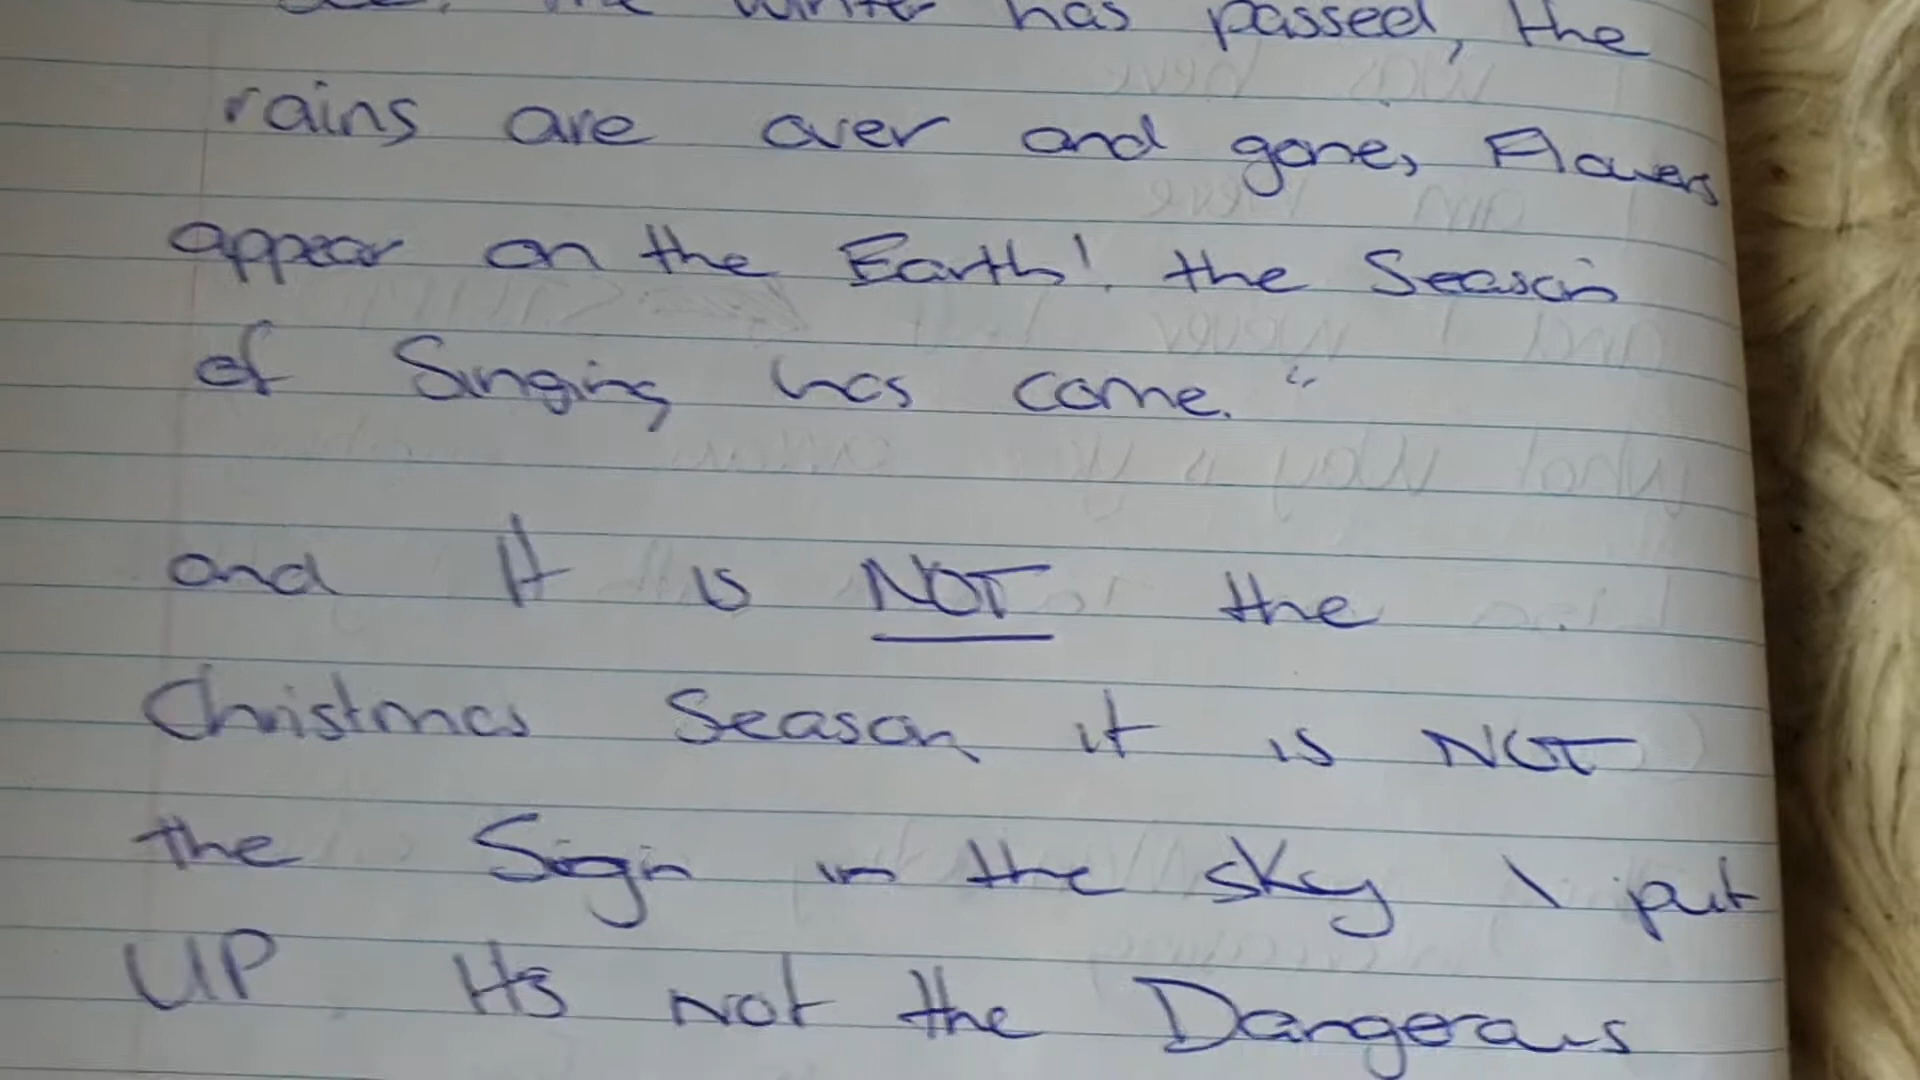 The Winter has passed, the
rains are over and gone, Flowers
appear on the Earth! the Season
of Singing has come."
and It is NOT the
Christmas Season it is NOT
the Sign in the sky I put
UP Its not the Dangerous